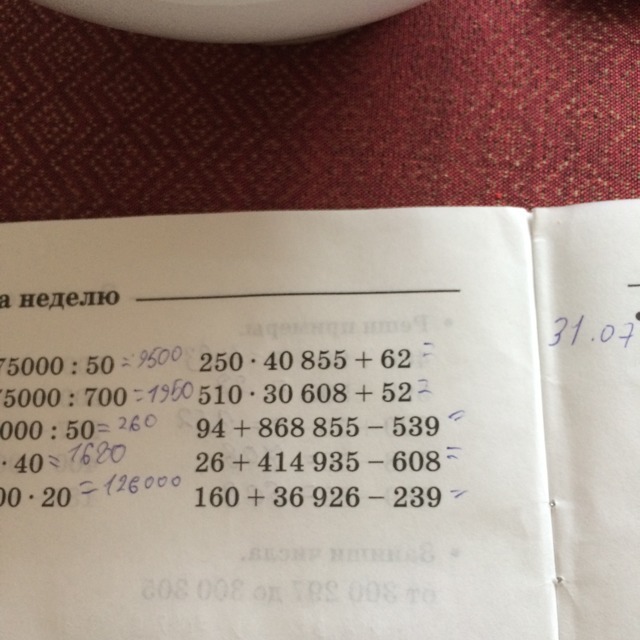 а неделю
75000 : 50 = 9500 250 · 40 855 + 62 =
75000 : 700 = 1950 510 · 30 608 + 52 =
000 : 50 = 260 94 + 868 855 – 539 =
· 40 = 1680 26 + 414 935 – 608 =
00 · 20 = 126000 160 + 36 926 – 239 =
31.07